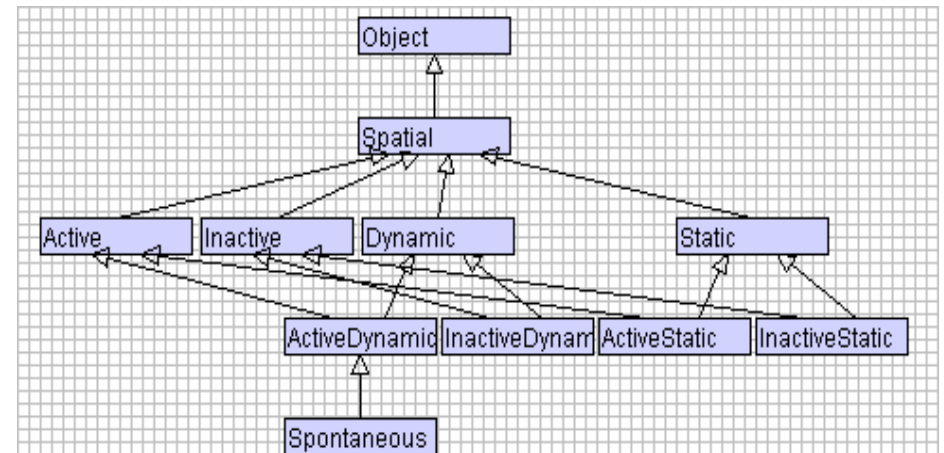 Object
Spatial
Active
Inactive
Dynamic
Static
ActiveDynamic
InactiveDynam
ActiveStatic
InactiveStatic
Spontaneous